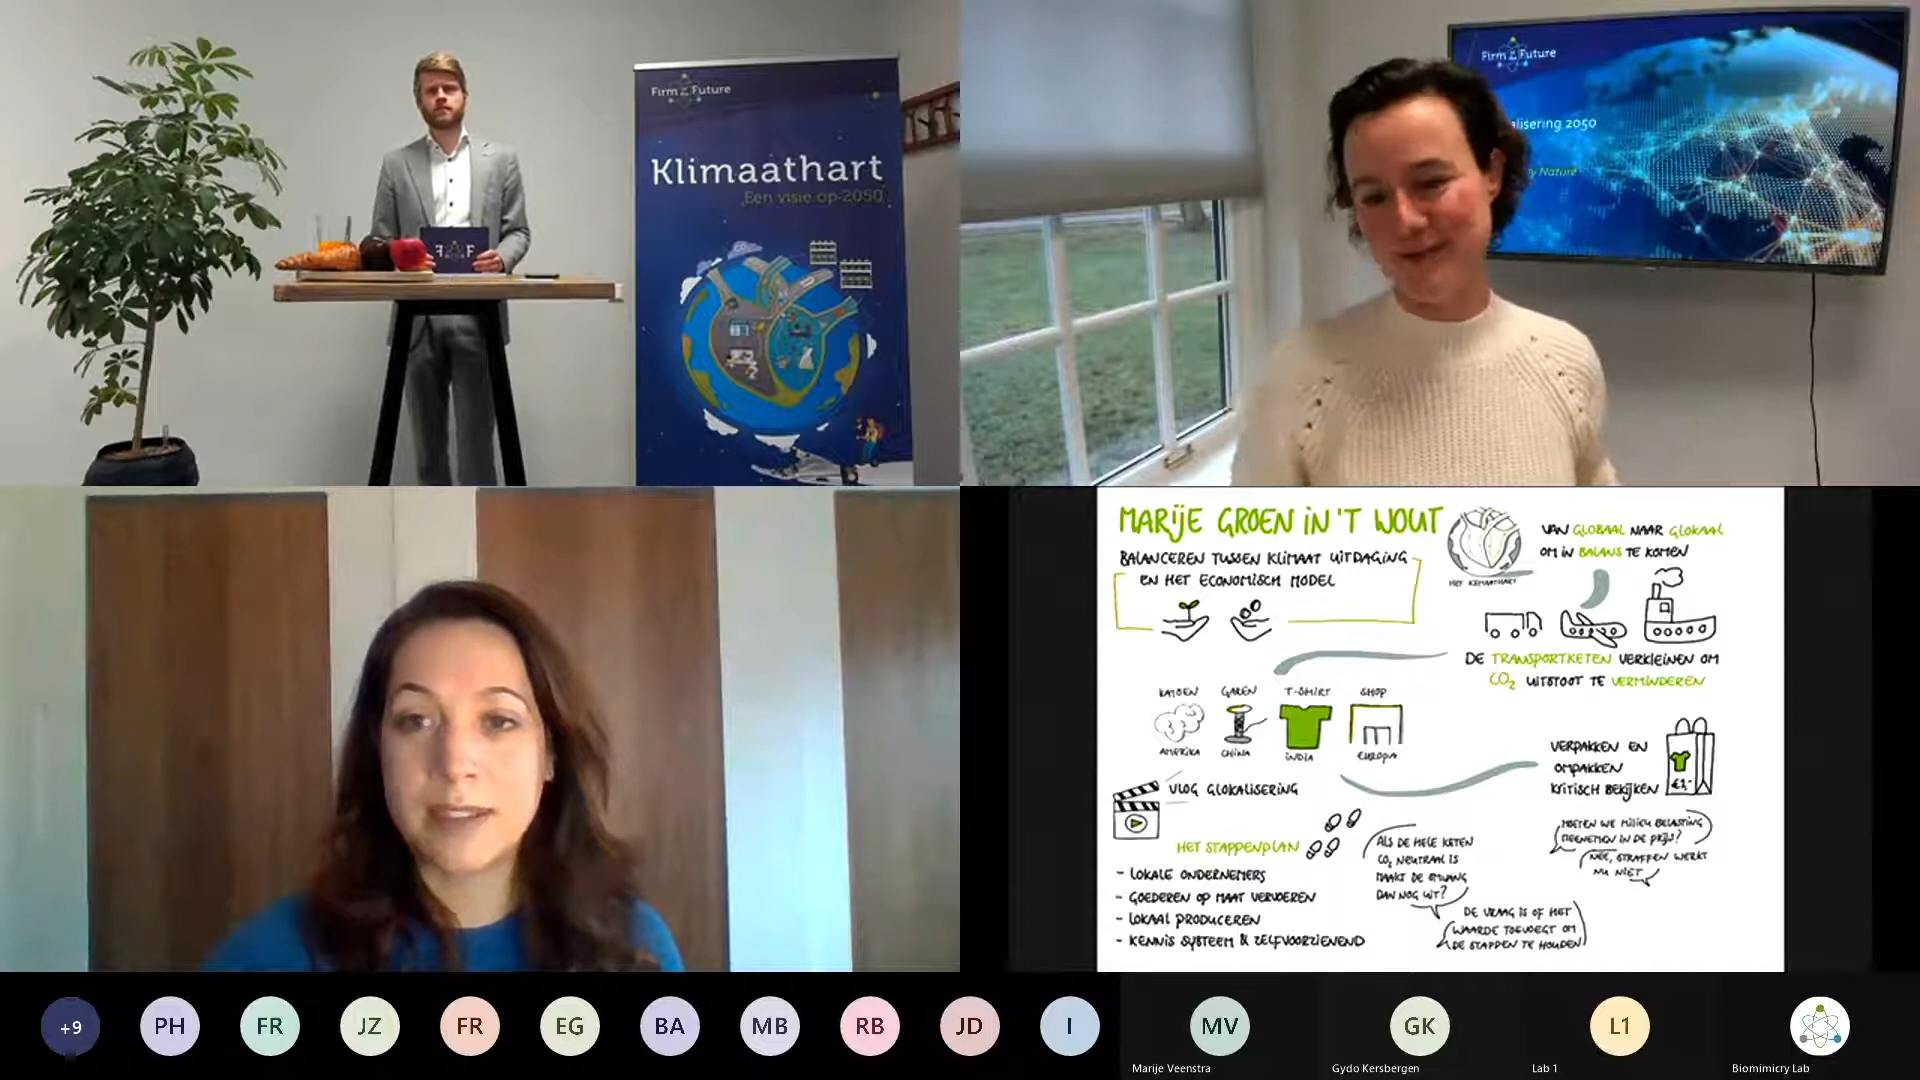 Firm of the Future
Klimaathart
Een visie op 2050
Firm of the Future
alisering 2050
by Nature
MARIJE GROEN IN 'T WOUT
BALANCEREN TUSSEN KLIMAAT UITDAGING
EN HET ECONOMISCH MODEL
HET KLIMAATHART
VAN GLOBAAL NAAR GLOKAAL
OM IN BALANS TE KOMEN
DE TRANSPORTKETEN VERKLEINEN OM
CO2 UITSTOOT TE VERMINDEREN
KATOEN GAREN T-SHIRT SHOP
AMERIKA CHINA INDIA EUROPA
VERPAKKEN EN
OMPAKKEN
KRITISCH BEKIJKEN
€1,-
VLOG GLOKALISERING
HET STAPPENPLAN
- LOKALE ONDERNEMERS
- GOEDEREN OP MAAT VERVOEREN
- LOKAAL PRODUCEREN
- KENNIS SYSTEEM & ZELFVOORZIENEND
ALS DE HELE KETEN
CO2 NEUTRAAL IS
MAAKT DE OMVANG
DAN NOG UIT?
DE VRAAG IS OF HET
WAARDE TOEVOEGT OM
DE STAPPEN TE HOUDEN
MOETEN WE MILIEU BELASTING
MEENEMEN IN DE PRIJS?
NEE, STRAFFEN WERKT
NU NIET
+9
PH
FR
JZ
FR
EG
BA
MB
RB
JD
I
MV
GK
L1
Marije Veenstra
Gydo Kersbergen
Lab 1
Biomimicry Lab